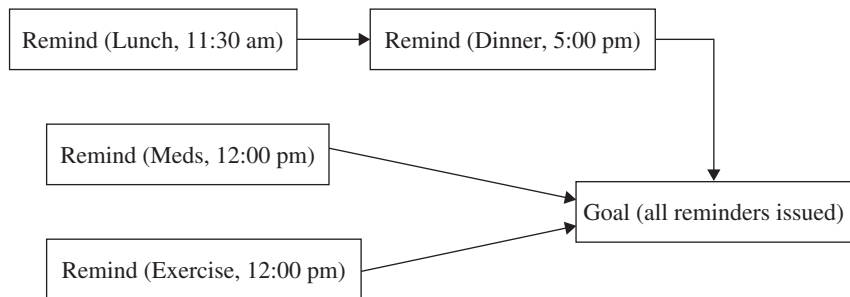 Remind (Lunch, 11:30 am)
Remind (Dinner, 5:00 pm)
Remind (Meds, 12:00 pm)
Goal (all reminders issued)
Remind (Exercise, 12:00 pm)